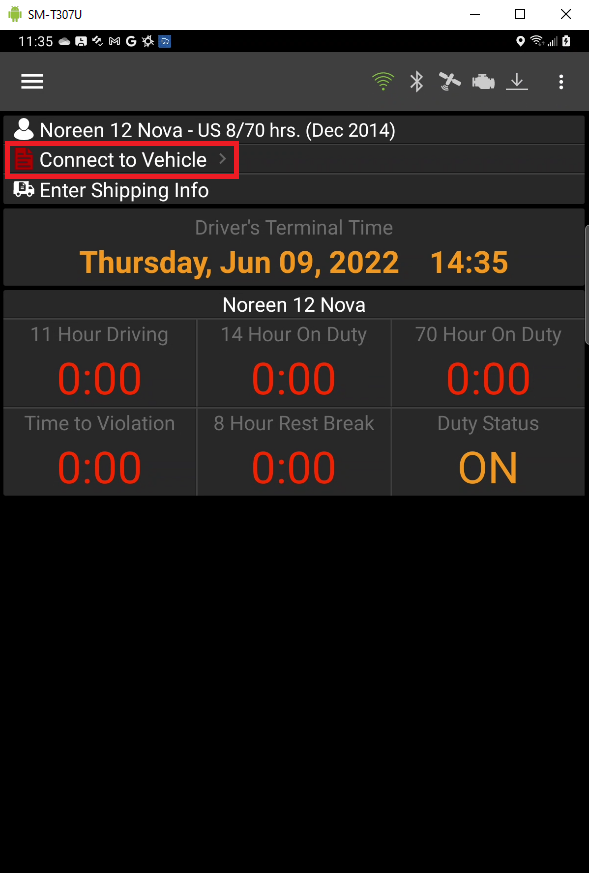 SM-T307U
11:35
Noreen 12 Nova - US 8/70 hrs. (Dec 2014)
Connect to Vehicle
Enter Shipping Info
Driver's Terminal Time
Thursday, Jun 09, 2022 14:35
Noreen 12 Nova
11 Hour Driving 14 Hour On Duty 70 Hour On Duty
0:00 0:00 0:00
Time to Violation 8 Hour Rest Break Duty Status
0:00 0:00 ON